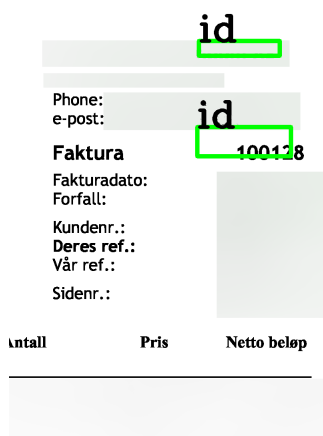 id
Phone:
e-post:
id
Faktura 100128
Fakturadato:
Forfall:
Kundenr.:
Deres ref.:
Vår ref.:
Sidenr.:
Antall Pris Netto beløp